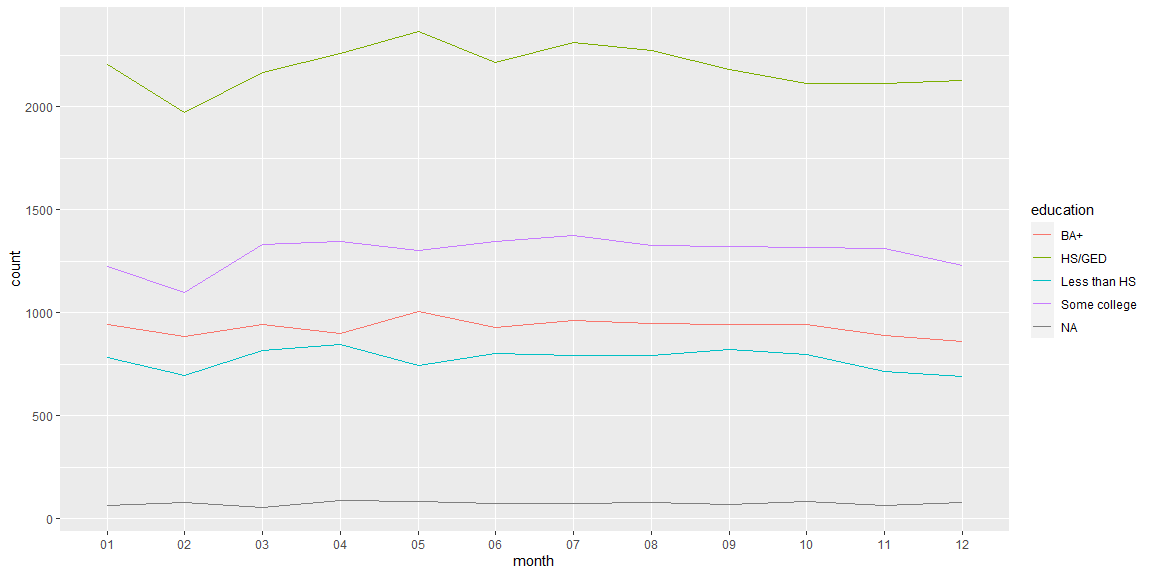 2000
1500
1000
500
0
count
01 02 03 04 05 06 07 08 09 10 11 12
month
education
BA+
HS/GED
Less than HS
Some college
NA